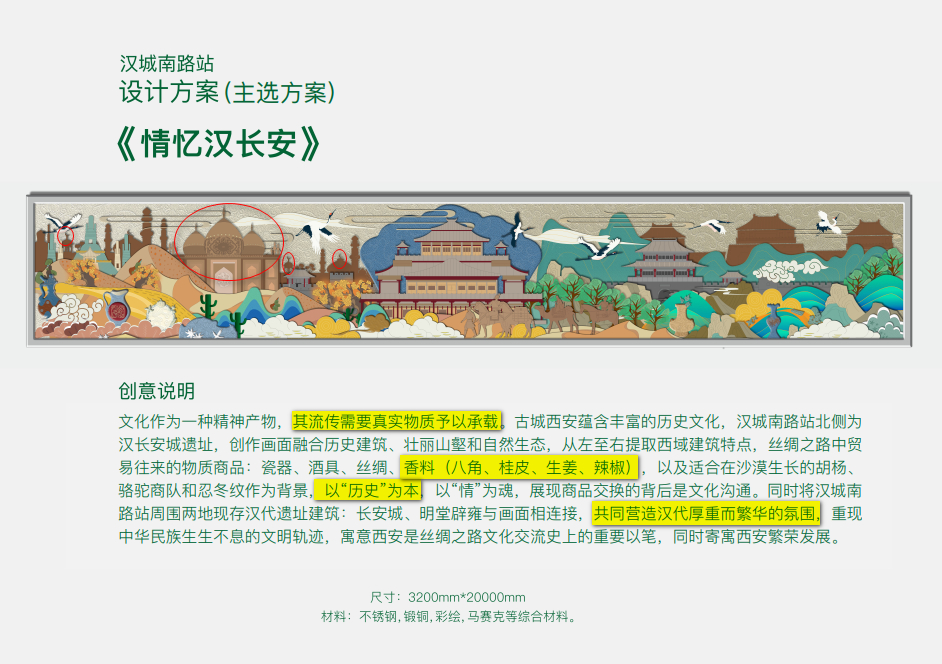 汉城南路站
设计方案(主选方案)
《情忆汉长安》
创意说明
文化作为一种精神产物，其流传需要真实物质予以承载。古城西安蕴含丰富的历史文化，汉城南路站北侧为
汉长安城遗址，创作画面融合历史建筑、壮丽山壑和自然生态，从左至右提取西域建筑特点，丝绸之路中贸
易往来的物质商品：瓷器、酒具、丝绸、香料（八角、桂皮、生姜、辣椒），以及适合在沙漠生长的胡杨、
骆驼商队和忍冬纹作为背景，以“历史”为本，以“情”为魂，展现商品交换的背后是文化沟通。同时将汉城南
路站周围两地现存汉代遗址建筑：长安城、明堂辟雍与画面相连接，共同营造汉代厚重而繁华的氛围，重现
中华民族生生不息的文明轨迹，寓意西安是丝绸之路文化交流史上的重要以笔，同时寄寓西安繁荣发展。
尺寸：3200mm*20000mm
材料：不锈钢,锻铜,彩绘,马赛克等综合材料。